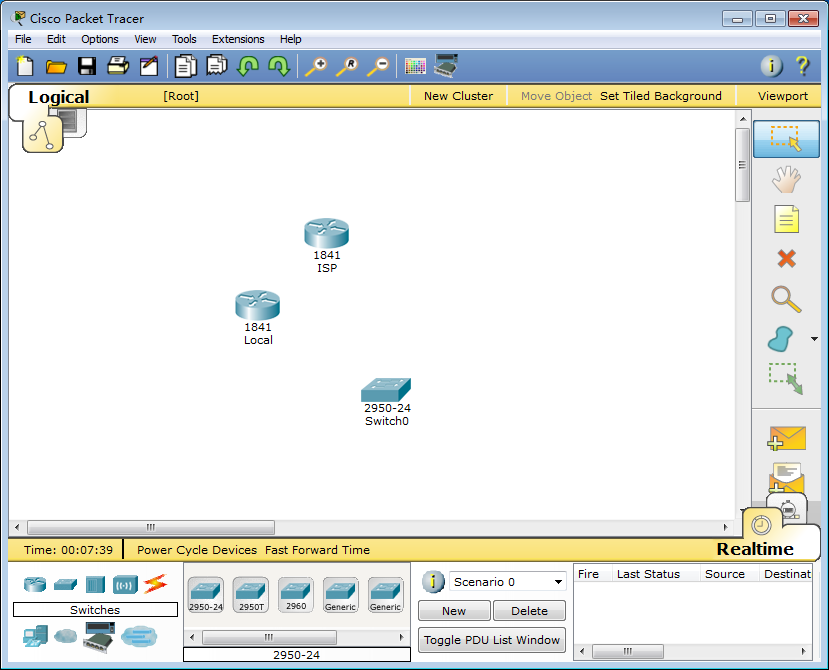 Cisco Packet Tracer
File Edit Options View Tools Extensions Help
Logical [Root] New Cluster Move Object Set Tiled Background Viewport
1841
ISP
1841
Local
2950-24
Switch0
Realtime
Time: 00:07:39 Power Cycle Devices Fast Forward Time
Scenario 0
Fire Last Status Source Destinat
Switches
2950-24 2950T 2960 Generic Generic
New Delete
Toggle PDU List Window
2950-24